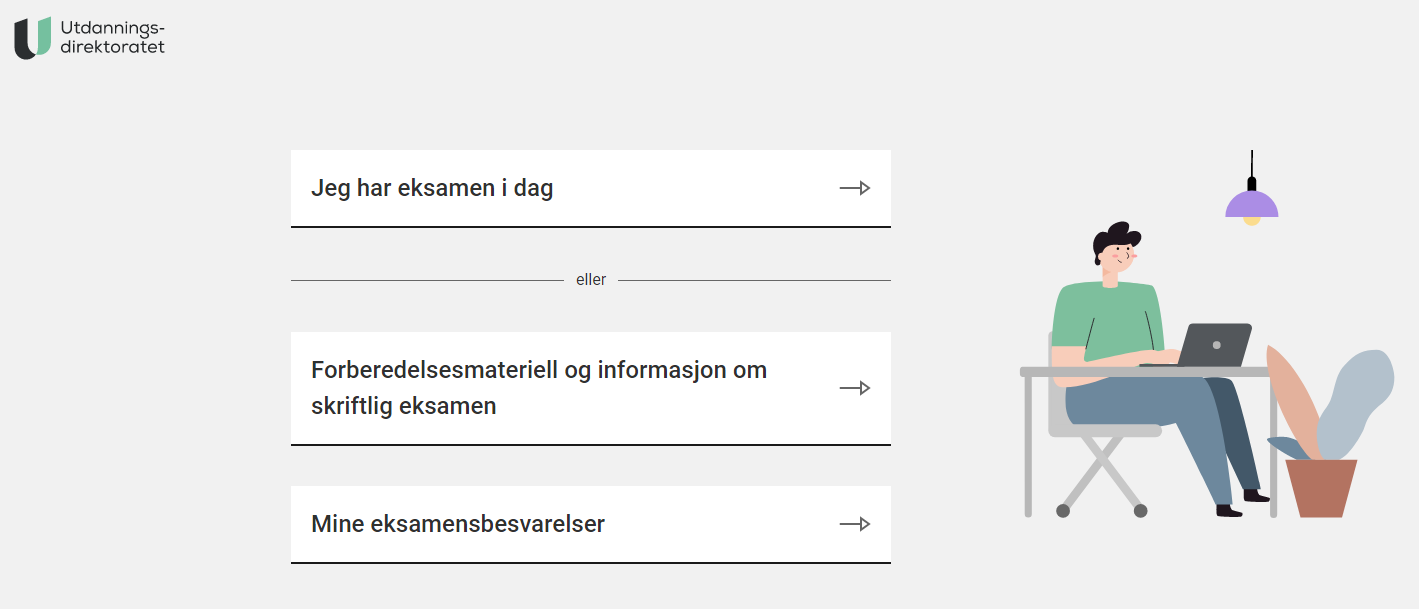 Utdannings-
direktoratet
Jeg har eksamen i dag
eller
Forberedelsesmateriell og informasjon om
skriftlig eksamen
Mine eksamensbesvarelser